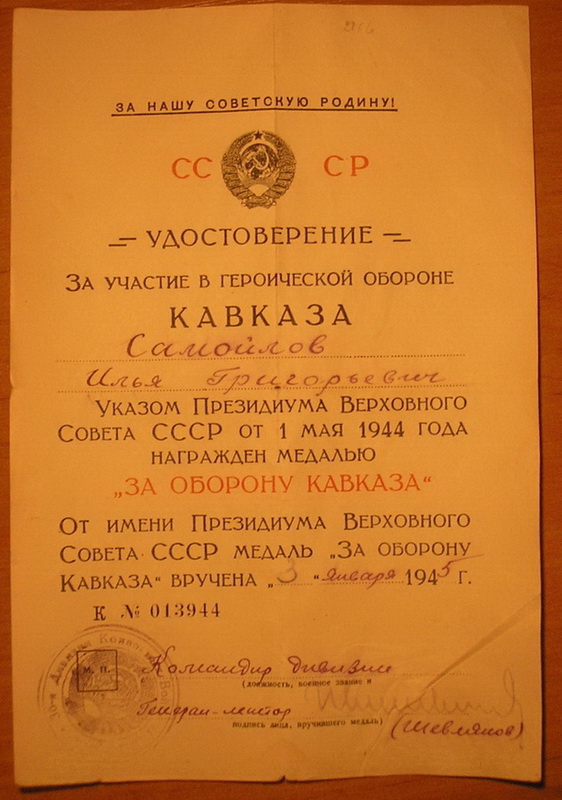 ЗА НАШУ СОВЕТСКУЮ РОДИНУ!
СС СР
УДОСТОВЕРЕНИЕ
ЗА УЧАСТИЕ В ГЕРОИЧЕСКОЙ ОБОРОНЕ
КАВКАЗА
Самойлов
Илья Григорьевич
УКАЗОМ ПРЕЗИДИУМА ВЕРХОВНОГО
СОВЕТА СССР ОТ 1 МАЯ 1944 ГОДА
НАГРАЖДЕН МЕДАЛЬЮ
„ЗА ОБОРОНУ КАВКАЗА“
ОТ ИМЕНИ ПРЕЗИДИУМА ВЕРХОВНОГО
СОВЕТА СССР МЕДАЛЬ „ЗА ОБОРОНУ
КАВКАЗА“ ВРУЧЕНА „3“ января 1945 г.
К № 013944
М. П.
Командир дивизии
(должность, военное звание и
Генерал-майор
подпись лица, вручившего медаль)
(Шевляков)